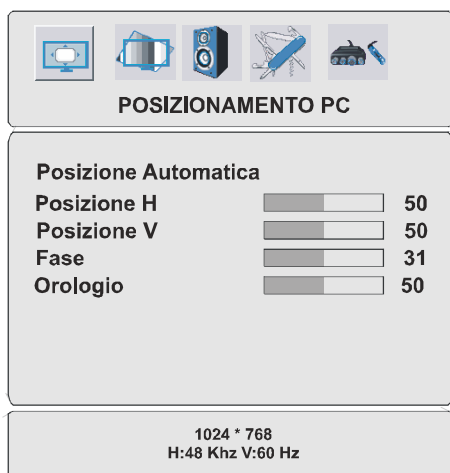 POSIZIONAMENTO PC
Posizione Automatica
Posizione H 50
Posizione V 50
Fase 31
Orologio 50
1024 * 768
H:48 Khz V:60 Hz